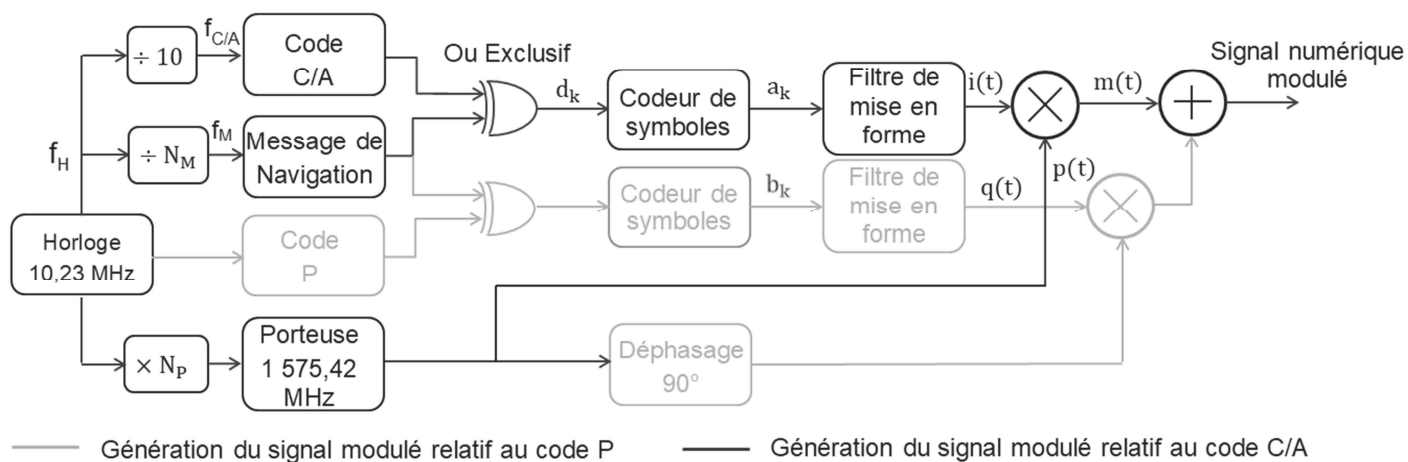 ÷ 10
f_C/A
Code
C/A
Ou Exclusif
d_k
Codeur de
symboles
a_k
Filtre de
mise en
forme
i(t)
m(t)
Signal numérique
modulé
f_H
÷ N_M
f_M
Message de
Navigation
Codeur de
symboles
b_k
Filtre de
mise en
forme
q(t)
p(t)
Horloge
10,23 MHz
Code
P
× N_P
Porteuse
1 575,42
MHz
Déphasage
90°
Génération du signal modulé relatif au code P
Génération du signal modulé relatif au code C/A